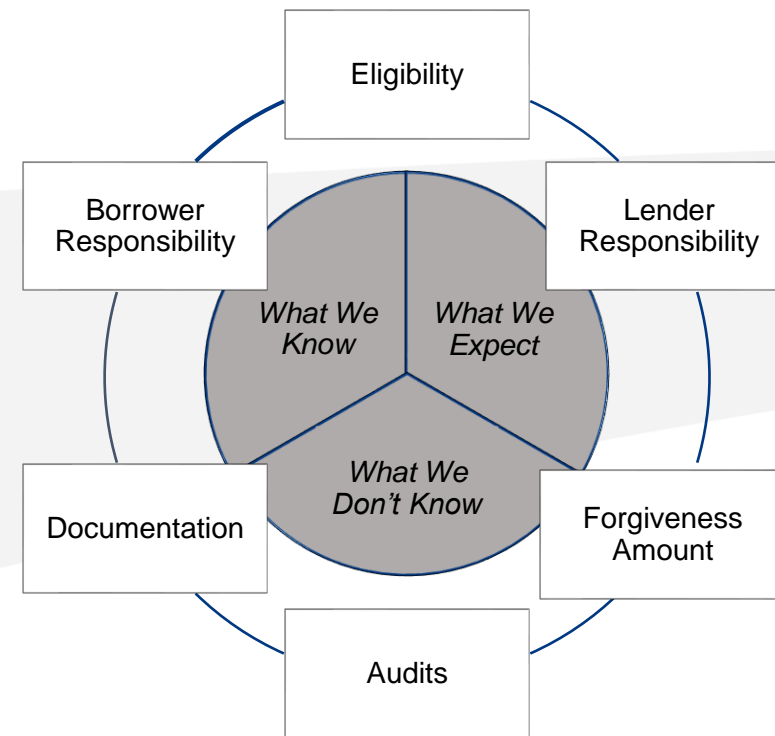 Eligibility
Borrower
Responsibility
Lender
Responsibility
What We
Know
What We
Expect
What We
Don’t Know
Documentation
Forgiveness
Amount
Audits